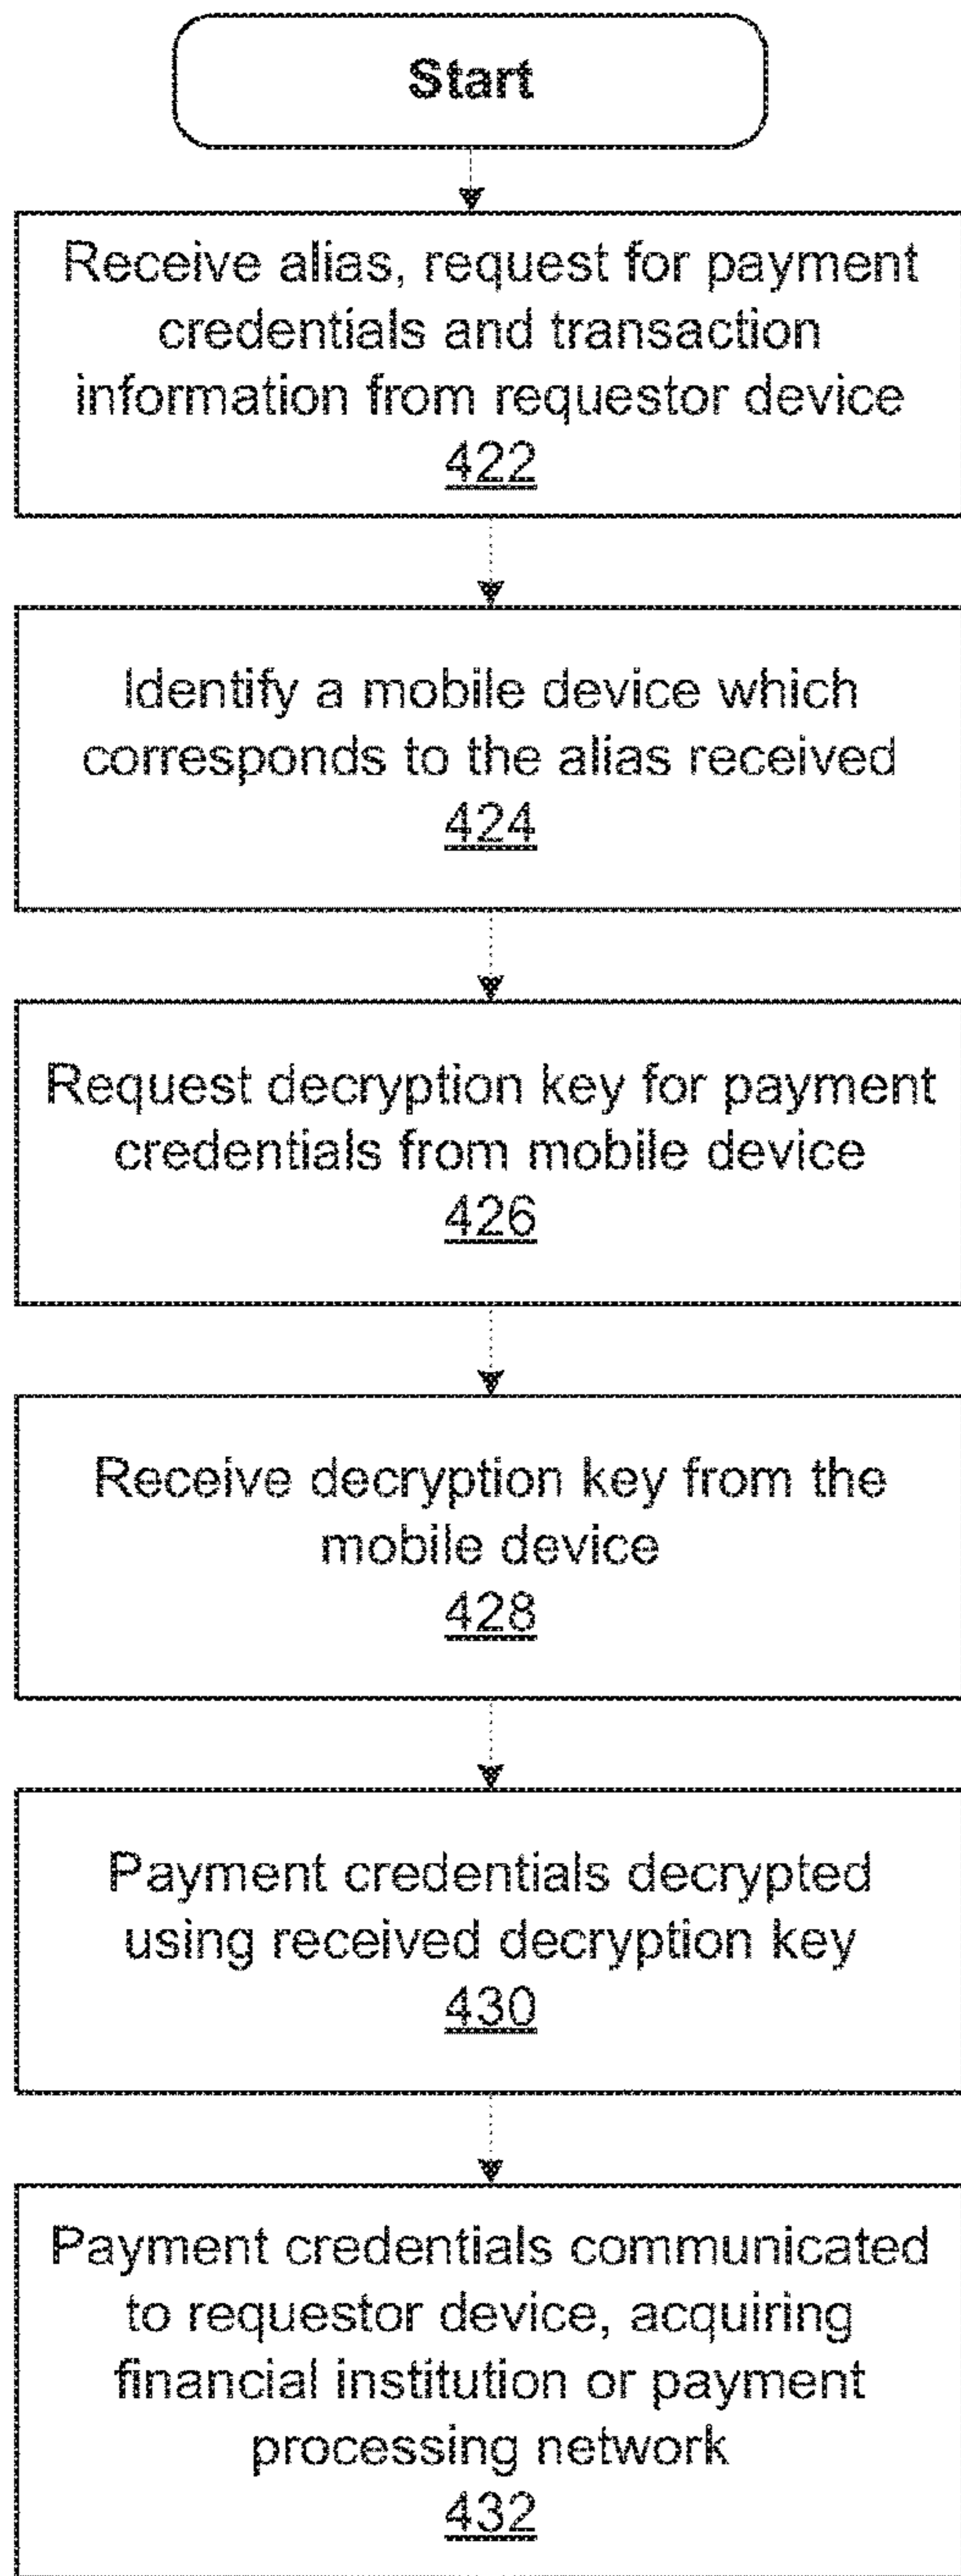 Start
Receive alias, request for payment
credentials and transaction
information from requestor device
422
Identify a mobile device which
corresponds to the alias received
424
Request decryption key for payment
credentials from mobile device
426
Receive decryption key from the
mobile device
428
Payment credentials decrypted
using received decryption key
430
Payment credentials communicated
to requestor device, acquiring
financial institution or payment
processing network
432